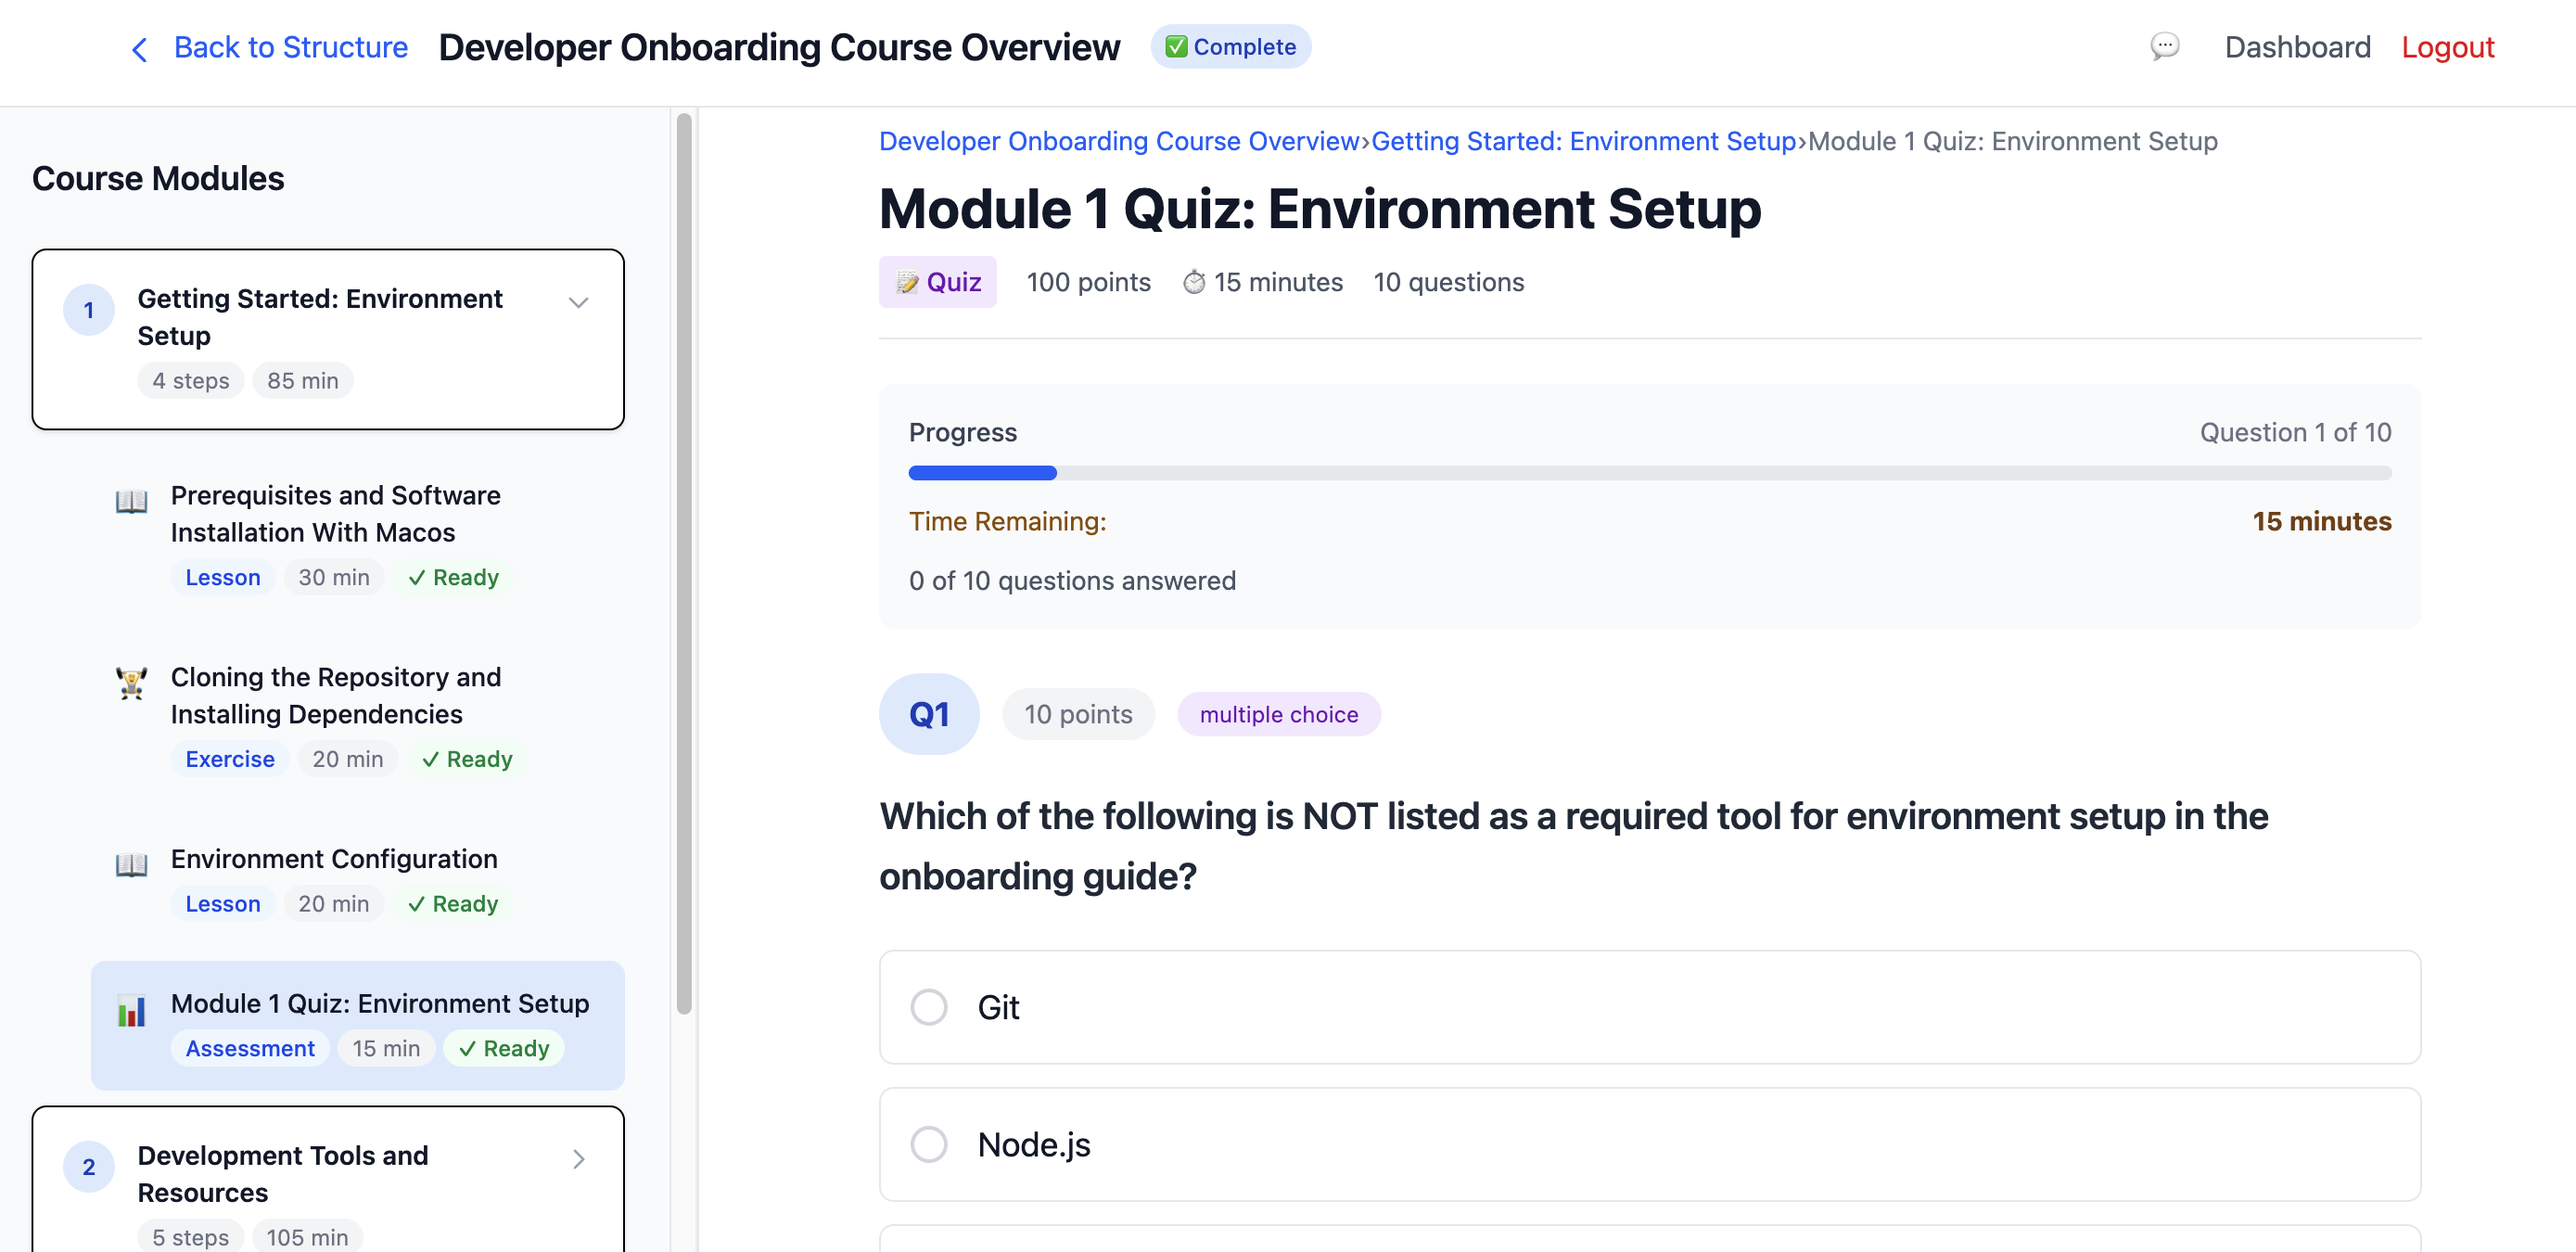 Back to Structure
Developer Onboarding Course Overview
Complete
Dashboard
Logout
Course Modules
1
Getting Started: Environment
Setup
4 steps
85 min
Prerequisites and Software
Installation With Macos
Lesson
30 min
✓ Ready
Cloning the Repository and
Installing Dependencies
Exercise
20 min
✓ Ready
Environment Configuration
Lesson
20 min
✓ Ready
Module 1 Quiz: Environment Setup
Assessment
15 min
✓ Ready
2
Development Tools and
Resources
5 steps
105 min
Developer Onboarding Course Overview›Getting Started: Environment Setup›Module 1 Quiz: Environment Setup
Module 1 Quiz: Environment Setup
Quiz
100 points
15 minutes
10 questions
Progress
Question 1 of 10
Time Remaining:
15 minutes
0 of 10 questions answered
Q1
10 points
multiple choice
Which of the following is NOT listed as a required tool for environment setup in the
onboarding guide?
Git
Node.js